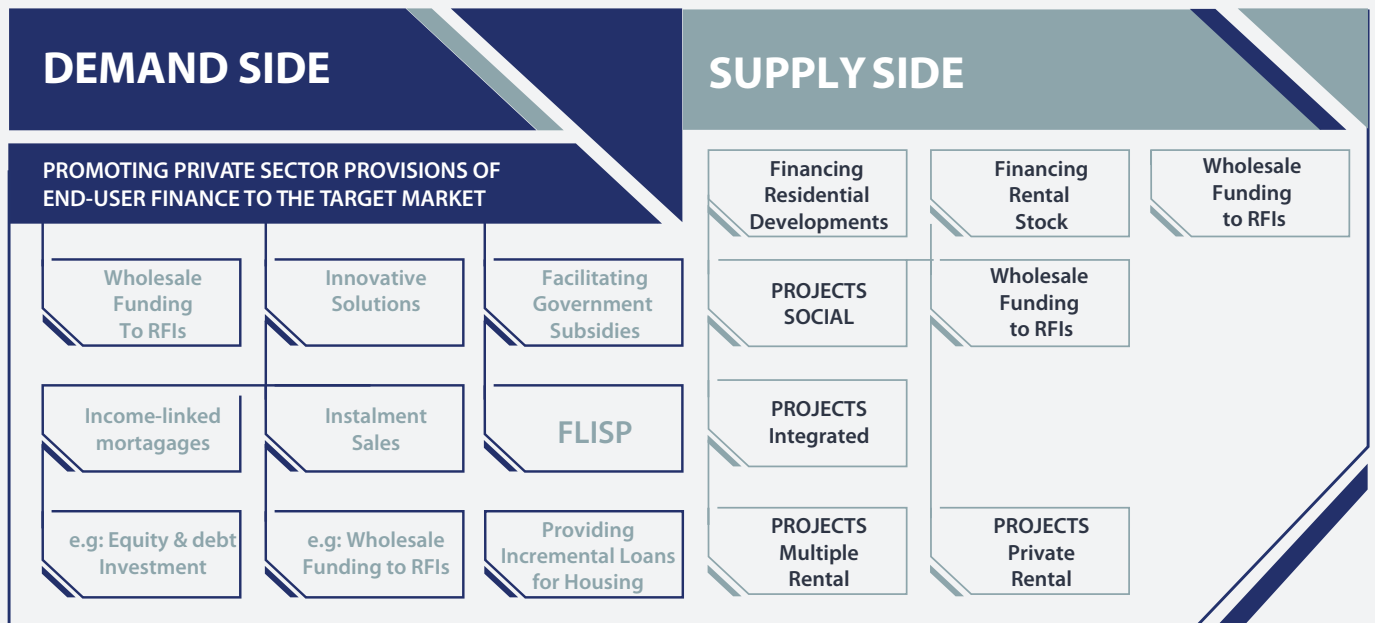 DEMAND SIDE
PROMOTING PRIVATE SECTOR PROVISIONS OF
END-USER FINANCE TO THE TARGET MARKET
Wholesale
Funding
To RFIs
Innovative
Solutions
Facilitating
Government
Subsidies
Income-linked
mortagages
Instalment
Sales
FLISP
e.g: Equity & debt
Investment
e.g: Wholesale
Funding to RFIs
Providing
Incremental Loans
for Housing
SUPPLY SIDE
Financing
Residential
Developments
Financing
Rental
Stock
Wholesale
Funding
to RFIs
PROJECTS
SOCIAL
Wholesale
Funding
to RFIs
PROJECTS
Integrated
PROJECTS
Multiple
Rental
PROJECTS
Private
Rental